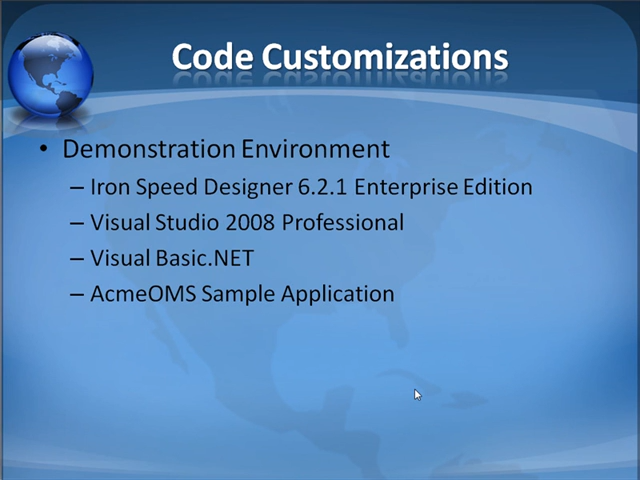 Code Customizations
• Demonstration Environment
– Iron Speed Designer 6.2.1 Enterprise Edition
– Visual Studio 2008 Professional
– Visual Basic.NET
– AcmeOMS Sample Application